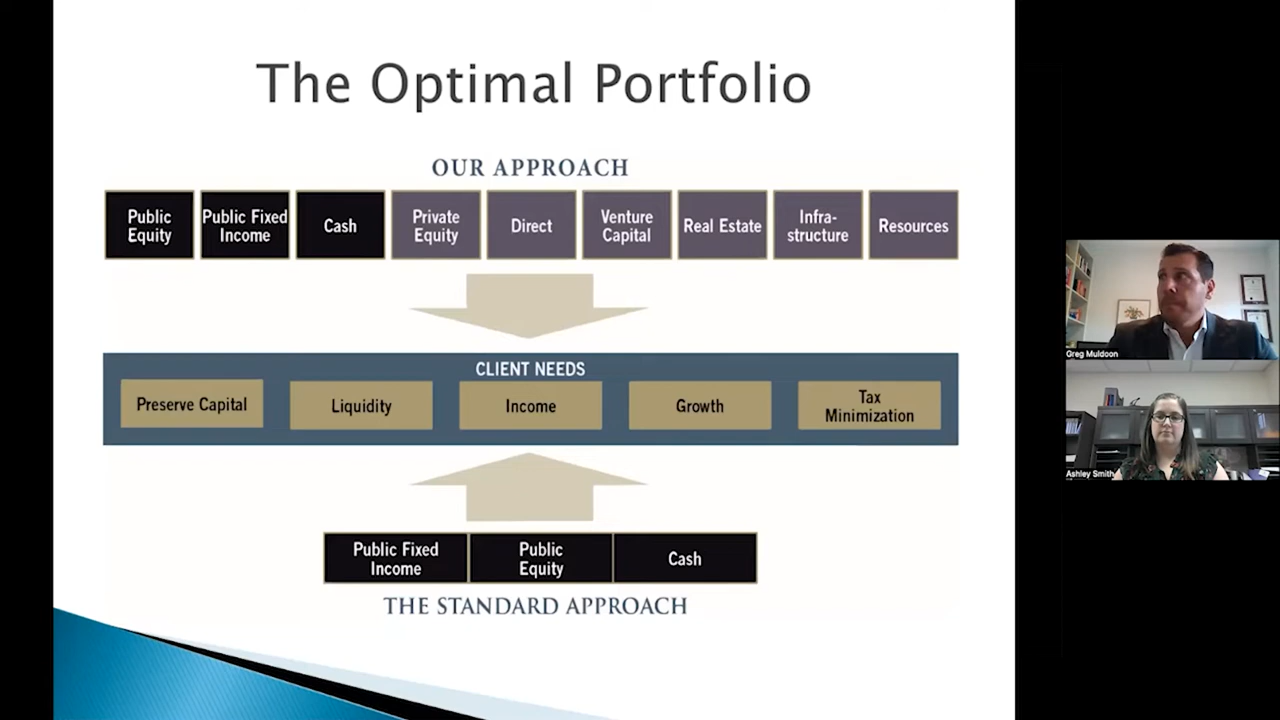 The Optimal Portfolio
OUR APPROACH
Public
Equity
Public Fixed
Income
Cash
Private
Equity
Direct
Venture
Capital
Real Estate
Infra-
structure
Resources
CLIENT NEEDS
Preserve Capital
Liquidity
Income
Growth
Tax
Minimization
Public Fixed
Income
Public
Equity
Cash
THE STANDARD APPROACH
Greg Muldoon
Ashley Smith